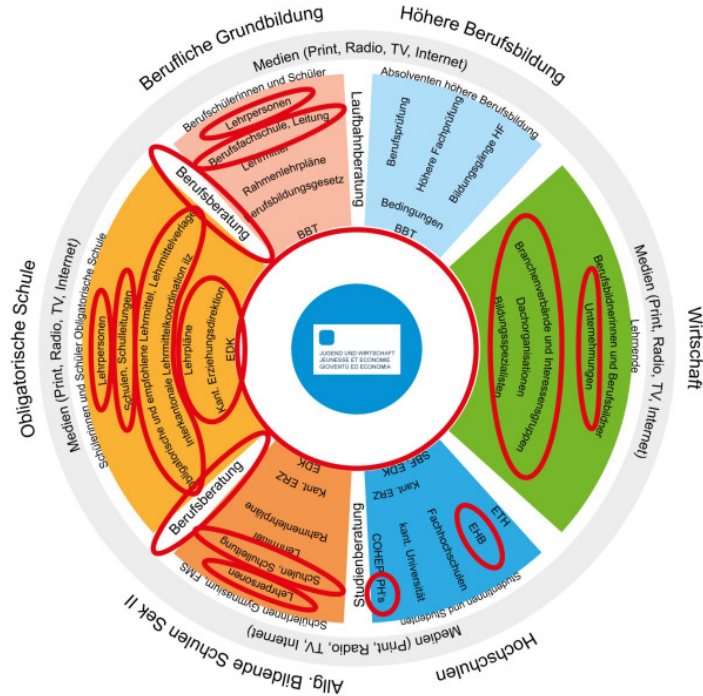 Berufliche Grundbildung
Höhere Berufsbildung
Medien (Print, Radio, TV, Internet)
Berufschülerinnen und Schüler
Lehrpersonen
Berufsfachschule, Leitung
Lehrmittel
Rahmenlehrpläne
Berufsbildungsgesetz
BBT
Laufbahnberatung
Absolventen höhere Berufsbildung
Berufsprüfung
Höhere Fachprüfung
Bildungsgänge HF
Bedingungen
BBT
Wirtschaft
Medien (Print, Radio, TV, Internet)
Lehrnende
Berufsbildnerinnen und Berufsbildner
Unternehmungen
Branchenverbände und Interessensgruppen
Dachorganisationen
Bildungsspezialisten
Hochschulen
Medien (Print, Radio, TV, Internet)
Studentinnen und Studenten
ETH
EHB
Fachhochschulen
kant. Universität
COHEP, PH's
Kant. ERZ
SBF, EDK
Studienberatung
Allg. Bildende Schulen Sek II
Medien (Print, Radio, TV, Internet)
Schülerinnen Gymnasium, FMS
Lehrpersonen
Schulen, Schulleitung
Lehrmittel
Rahmenlehrpläne
Kant. ERZ
EDK
Berufsberatung
Obligatorische Schule
Medien (Print, Radio, TV, Internet)
Schülerinnen und Schüler Obligatorische Schule
Lehrpersonen
Schulen, Schulleitungen
Obligatorische und empfohlene Lehrmittel, Lehrmittelverlage
Interkantonale Lehrmittelkoordination ilz
Lehrpläne
Kant. Erziehungsdirektion
EDK
Berufsberatung
JUGEND UND WIRTSCHAFT
JEUNESSE ET ECONOMIE
GIOVENTÙ ED ECONOMIA